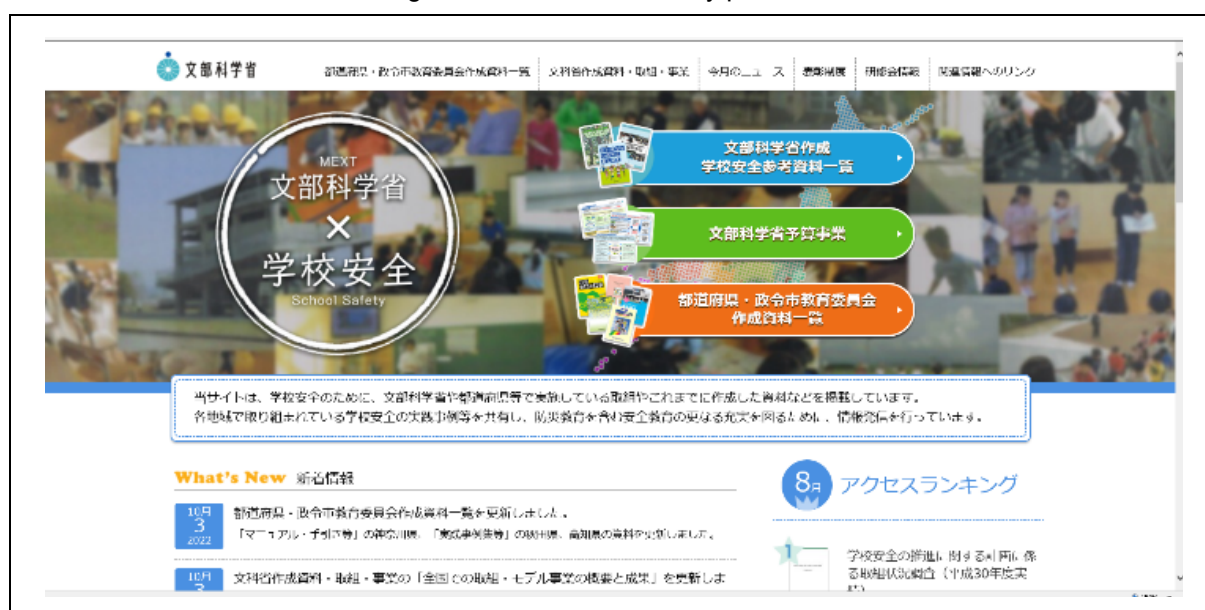 文部科学省
都道府県・政令市教育委員会作成資料一覧
文科省作成資料・取組・事業
今月のニュース
表彰制度
研修会情報
関連情報へのリンク
MEXT
文部科学省
×
学校安全
School Safety
文部科学省作成
学校安全参考資料一覧
文部科学省予算事業
都道府県・政令市教育委員会
作成資料一覧
当サイトは、学校安全のために、文部科学省や都道府県等で実施している取組やこれまでに作成した資料などを掲載しています。
各地域で取り組まれている学校安全の実践事例等を共有し、防災教育を含む安全教育の更なる充実を図るために、情報発信を行っています。
What's New 新着情報
10月
3
2022
都道府県・政令市教育委員会作成資料一覧を更新しました。
「マニュアル・手引き等」の神奈川県、「実践事例集等」の 県、高知県の資料を更新しました。
10月
3
文科省作成資料・取組・事業の「全国での取組・モデル事業の概要と成果」を更新しま
8月
アクセスランキング
1
学校安全の推進に関する計画に係
る取組状況調査（平成30年度実